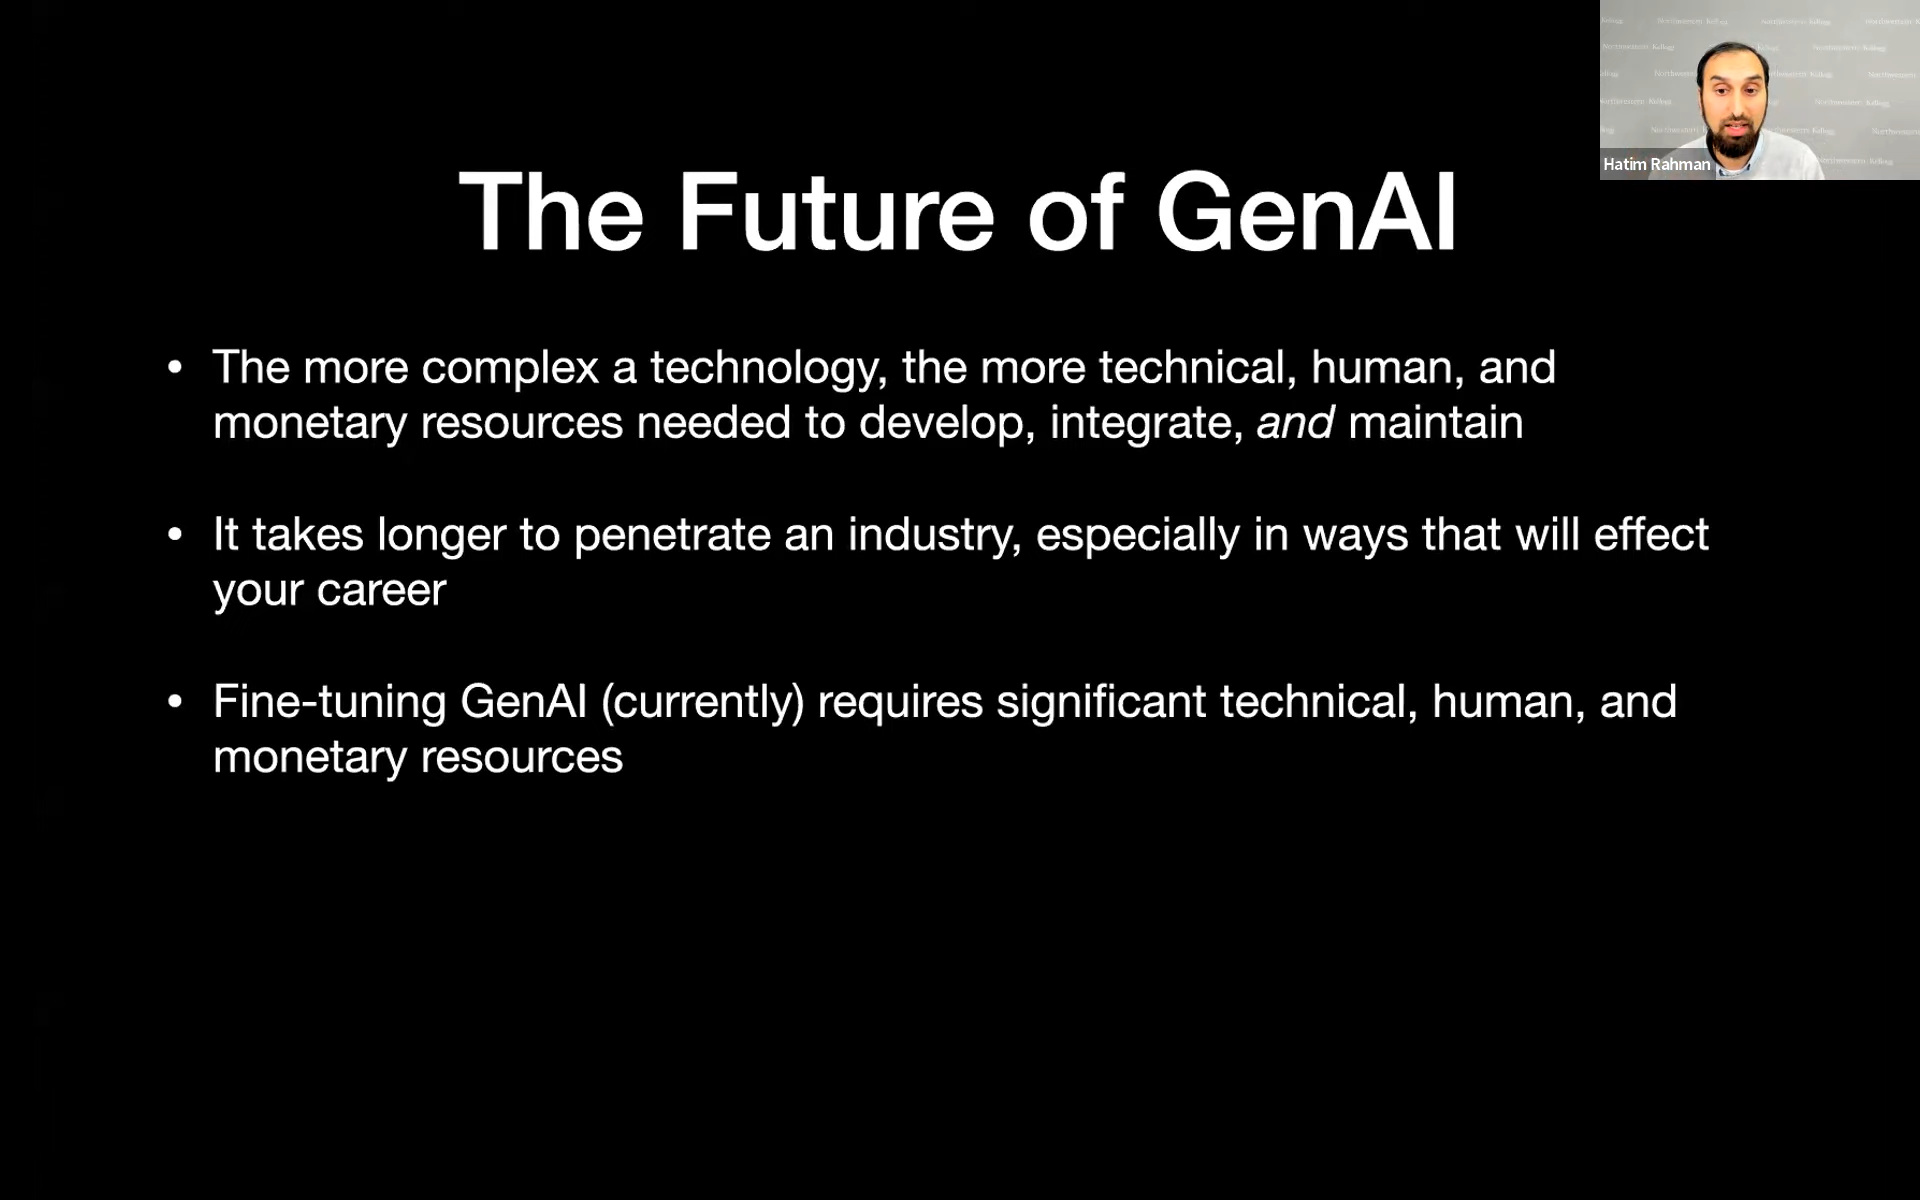 The Future of GenAI
• The more complex a technology, the more technical, human, and
monetary resources needed to develop, integrate, and maintain
• It takes longer to penetrate an industry, especially in ways that will effect
your career
• Fine-tuning GenAI (currently) requires significant technical, human, and
monetary resources
Hatim Rahman
Northwestern Kellogg